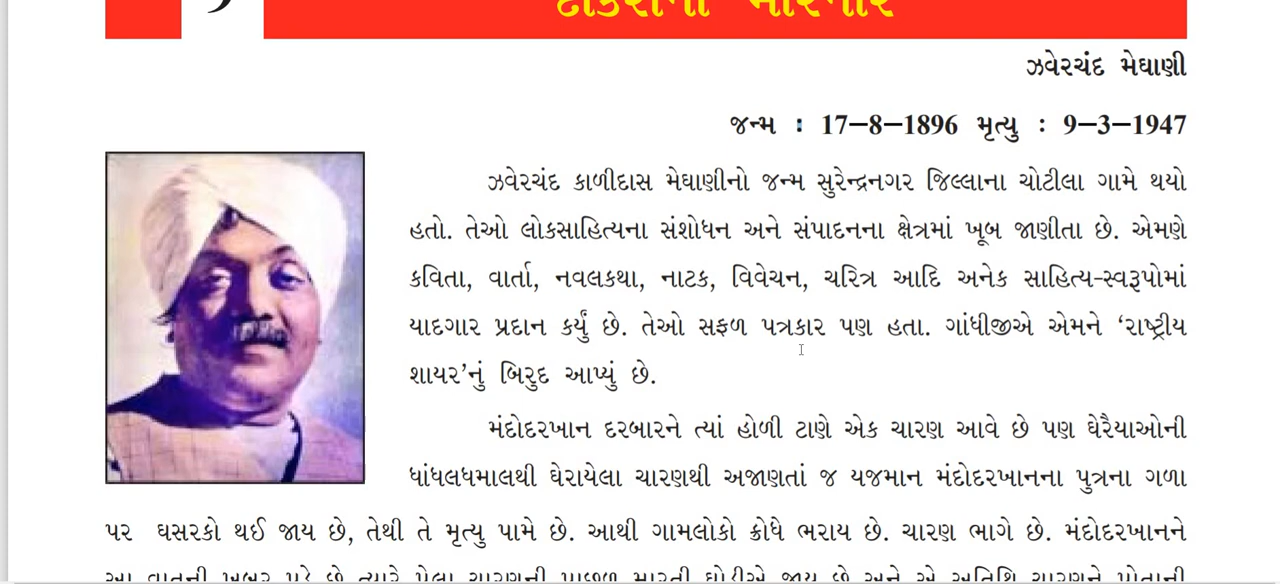 ઝવેરચંદ મેઘાણી
જન્મ : 17–8–1896 મૃત્યુ : 9–3–1947
ઝવેરચંદ કાળીદાસ મેઘાણીનો જન્મ સુરેન્દ્રનગર જિલ્લાના ચોટીલા ગામે થયો
હતો. તેઓ લોકસાહિત્યના સંશોધન અને સંપાદનના ક્ષેત્રમાં ખૂબ જાણીતા છે. એમણે
કવિતા, વાર્તા, નવલકથા, નાટક, વિવેચન, ચરિત્ર આદિ અનેક સાહિત્ય-સ્વરૂપોમાં
યાદગાર પ્રદાન કર્યું છે. તેઓ સફળ પત્રકાર પણ હતા. ગાંધીજીએ એમને ‘રાષ્ટ્રીય
શાયર’નું બિરુદ આપ્યું છે.
મંદોદરખાન દરબારને ત્યાં હોળી ટાણે એક ચારણ આવે છે પણ ઘેરૈયાઓની
ધાંધલધમાલથી ઘેરાયેલા ચારણથી અજાણતાં જ યજમાન મંદોદરખાનના પુત્રના ગળા
પર ઘસરકો થઈ જાય છે, તેથી તે મૃત્યુ પામે છે. આથી ગામલોકો ક્રોધે ભરાય છે. ચારણ ભાગે છે. મંદોદરખાનને